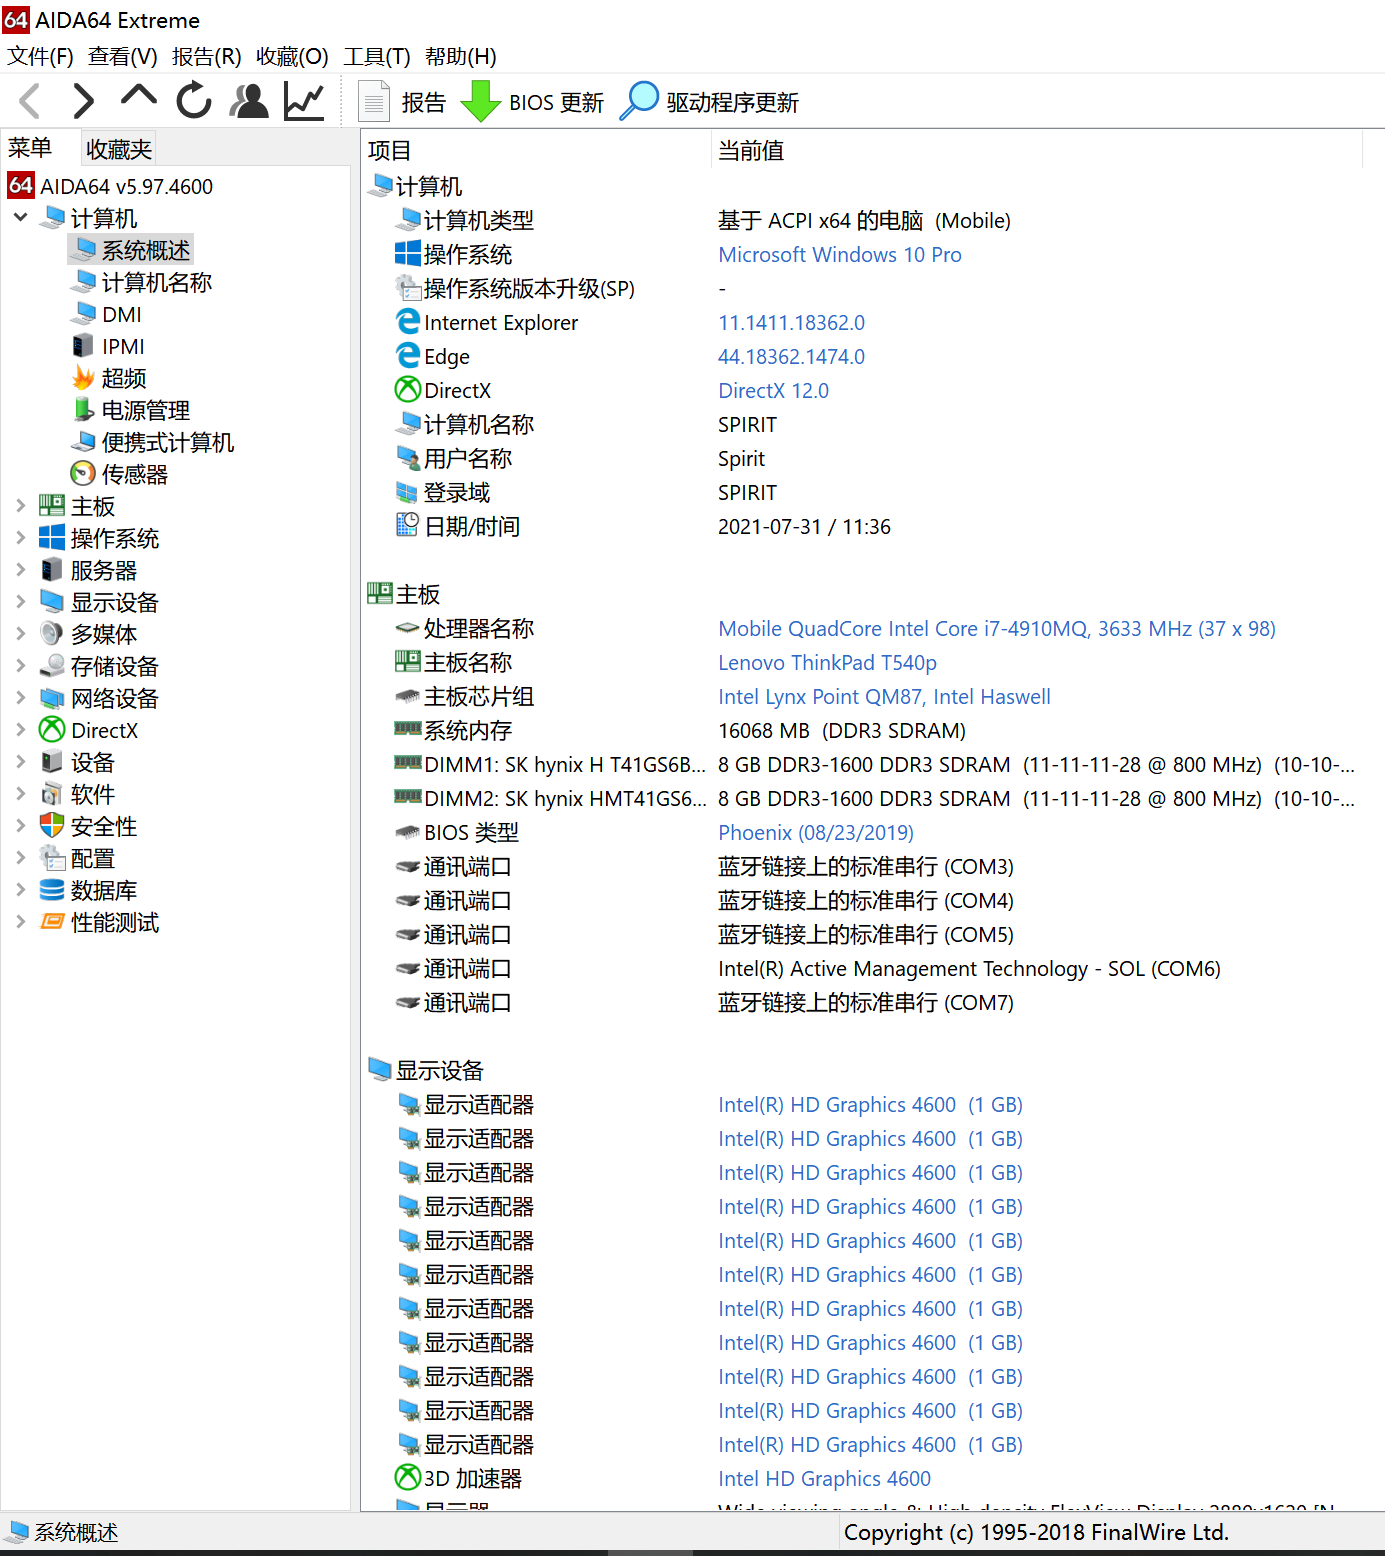 64 AIDA64 Extreme
文件(F) 查看(V) 报告(R) 收藏(O) 工具(T) 帮助(H)
报告 BIOS 更新 驱动程序更新
菜单 收藏夹
64 AIDA64 v5.97.4600
计算机
系统概述
计算机名称
DMI
IPMI
超频
电源管理
便携式计算机
传感器
主板
操作系统
服务器
显示设备
多媒体
存储设备
网络设备
DirectX
设备
软件
安全性
配置
数据库
性能测试
项目 当前值
计算机
计算机类型 基于 ACPI x64 的电脑 (Mobile)
操作系统 Microsoft Windows 10 Pro
操作系统版本升级(SP) -
Internet Explorer 11.1411.18362.0
Edge 44.18362.1474.0
DirectX DirectX 12.0
计算机名称 SPIRIT
用户名称 Spirit
登录域 SPIRIT
日期/时间 2021-07-31 / 11:36
主板
处理器名称 Mobile QuadCore Intel Core i7-4910MQ, 3633 MHz (37 x 98)
主板名称 Lenovo ThinkPad T540p
主板芯片组 Intel Lynx Point QM87, Intel Haswell
系统内存 16068 MB (DDR3 SDRAM)
DIMM1: SK hynix H T41GS6B... 8 GB DDR3-1600 DDR3 SDRAM (11-11-11-28 @ 800 MHz) (10-10-...
DIMM2: SK hynix HMT41GS6... 8 GB DDR3-1600 DDR3 SDRAM (11-11-11-28 @ 800 MHz) (10-10-...
BIOS 类型 Phoenix (08/23/2019)
通讯端口 蓝牙链接上的标准串行 (COM3)
通讯端口 蓝牙链接上的标准串行 (COM4)
通讯端口 蓝牙链接上的标准串行 (COM5)
通讯端口 Intel(R) Active Management Technology - SOL (COM6)
通讯端口 蓝牙链接上的标准串行 (COM7)
显示设备
显示适配器 Intel(R) HD Graphics 4600 (1 GB)
显示适配器 Intel(R) HD Graphics 4600 (1 GB)
显示适配器 Intel(R) HD Graphics 4600 (1 GB)
显示适配器 Intel(R) HD Graphics 4600 (1 GB)
显示适配器 Intel(R) HD Graphics 4600 (1 GB)
显示适配器 Intel(R) HD Graphics 4600 (1 GB)
显示适配器 Intel(R) HD Graphics 4600 (1 GB)
显示适配器 Intel(R) HD Graphics 4600 (1 GB)
显示适配器 Intel(R) HD Graphics 4600 (1 GB)
显示适配器 Intel(R) HD Graphics 4600 (1 GB)
显示适配器 Intel(R) HD Graphics 4600 (1 GB)
3D 加速器 Intel HD Graphics 4600
显示器 Wide viewing angle & High density FlexView Display 2880x1620 [N
系统概述 Copyright (c) 1995-2018 FinalWire Ltd.